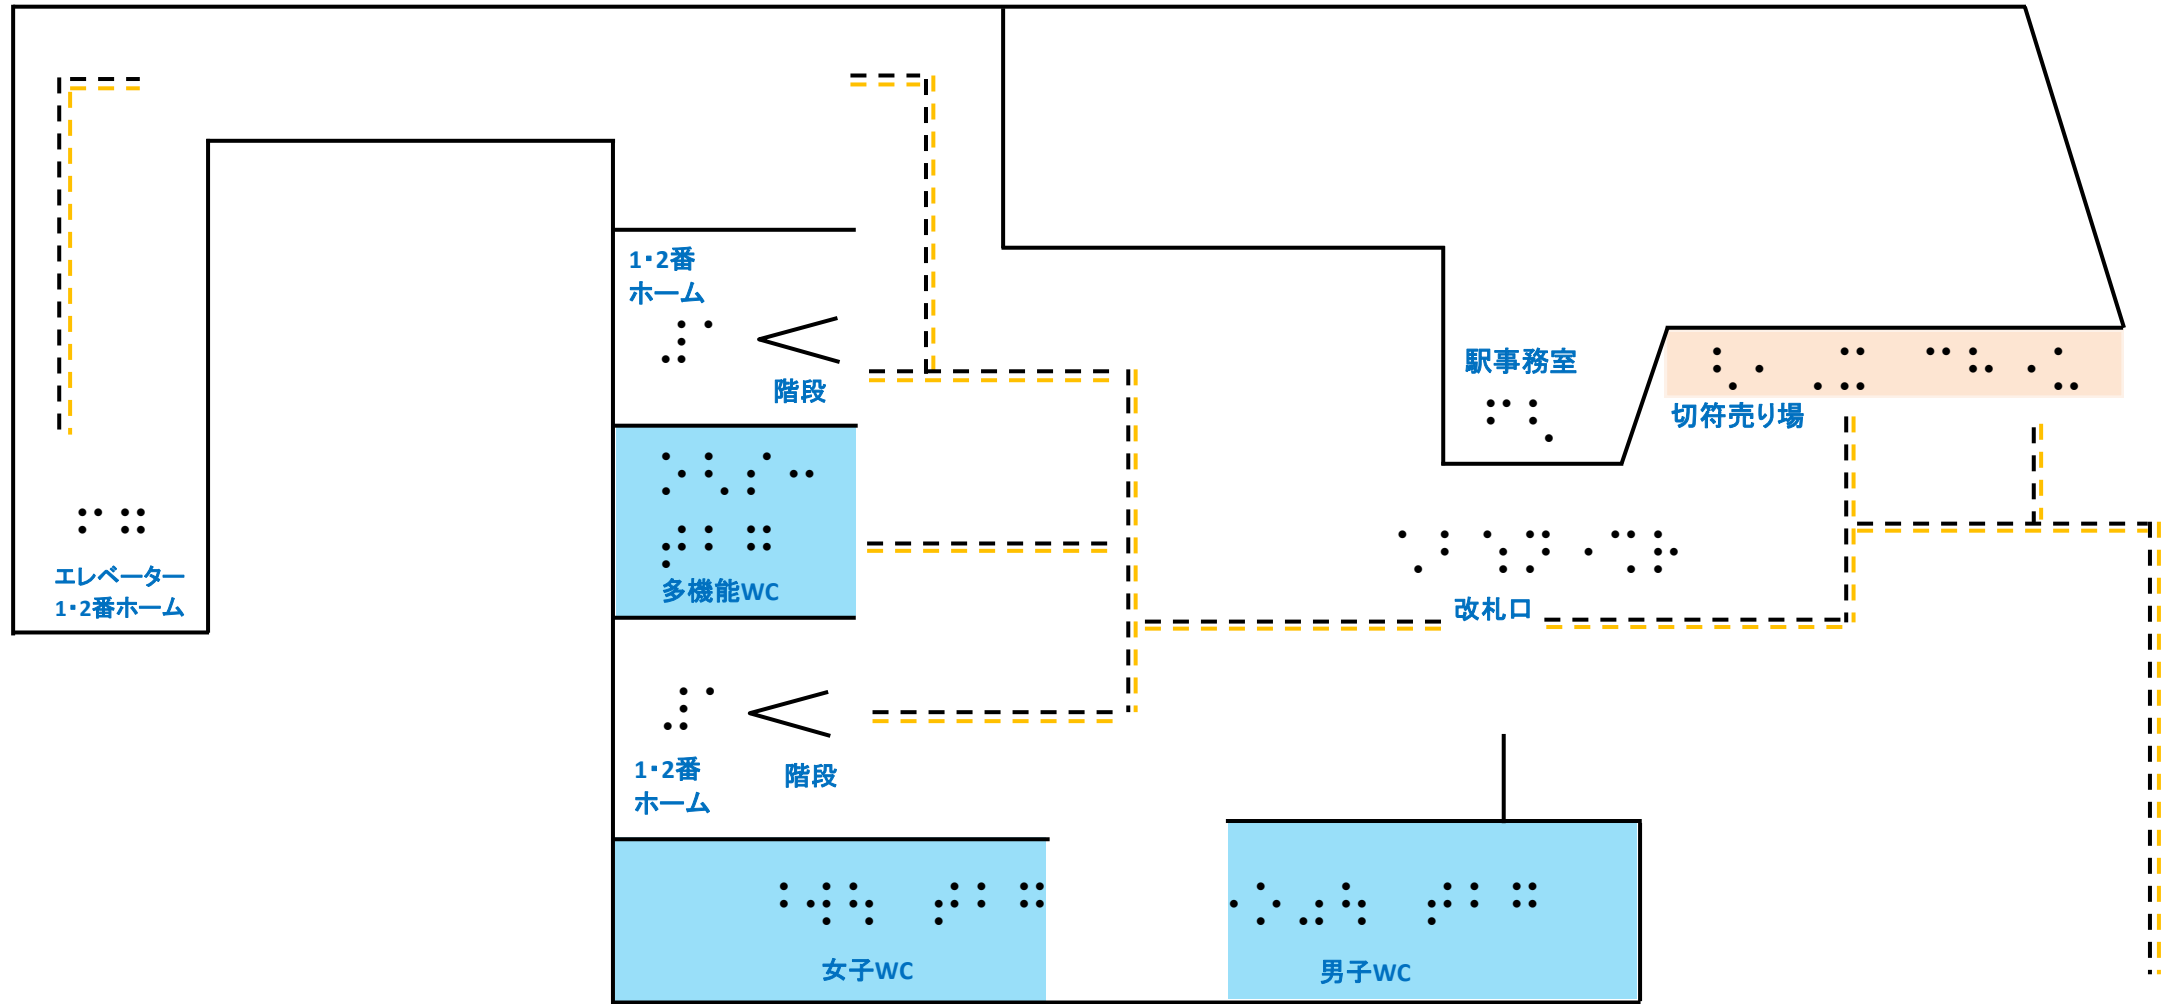 1・2番
ホーム
階段
駅事務室
切符売り場
エレベーター
1・2番ホーム
多機能WC
改札口
1・2番
ホーム
階段
女子WC
男子WC